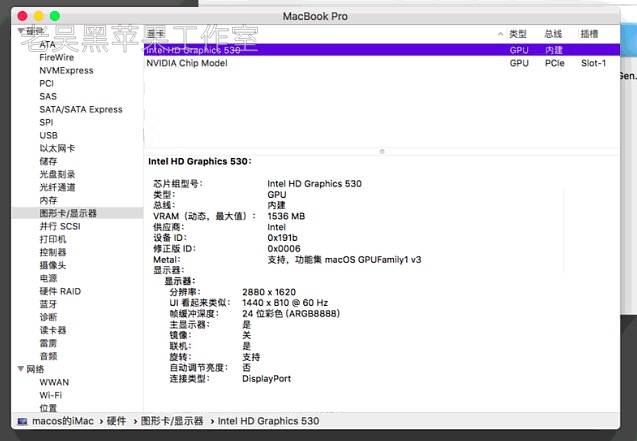 MacBook Pro
老吴黑苹果工作室
硬件
ATA
FireWire
NVMExpress
PCI
SAS
SATA/SATA Express
SPI
USB
以太网卡
储存
光盘刻录
光纤通道
内存
图形卡/显示器
并行 SCSI
打印机
控制器
摄像头
电源
硬件 RAID
蓝牙
诊断
读卡器
雷雳
音频
网络
WWAN
Wi-Fi
位置
显卡 类型 总线 插槽
Intel HD Graphics 530 GPU 内建
NVIDIA Chip Model GPU PCIe Slot-1
Intel HD Graphics 530：
芯片组型号： Intel HD Graphics 530
类型： GPU
总线： 内建
VRAM（动态，最大值）： 1536 MB
供应商： Intel
设备 ID： 0x191b
修正版 ID： 0x0006
Metal： 支持，功能集 macOS GPUFamily1 v3
显示器：
显示器：
分辨率： 2880 x 1620
UI 看起来类似： 1440 x 810 @ 60 Hz
帧缓冲深度： 24 位彩色 (ARGB8888)
主显示器： 是
镜像： 关
联机： 是
旋转： 支持
自动调节亮度： 否
连接类型： DisplayPort
macos的iMac › 硬件 › 图形卡/显示器 › Intel HD Graphics 530
Gen.